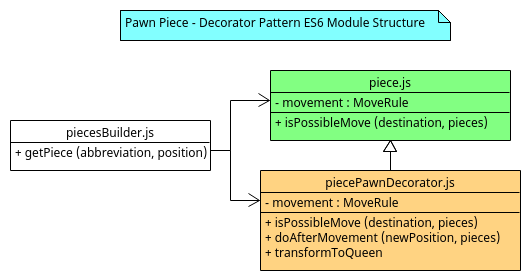 Pawn Piece - Decorator Pattern ES6 Module Structure
piece.js
- movement : MoveRule
+ isPossibleMove (destination, pieces)
piecesBuilder.js
+ getPiece (abbreviation, position)
piecePawnDecorator.js
- movement : MoveRule
+ isPossibleMove (destination, pieces)
+ doAfterMovement (newPosition, pieces)
+ transformToQueen